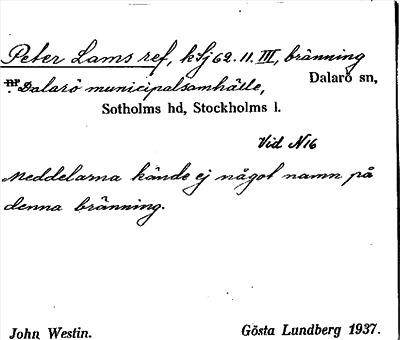 Peter Lams ref, kSj 62. 11. III, bränning
nr. Dalarö municipalsamhälle, Dalarö sn,
Sotholms hd, Stockholms l.
Vid N16
Meddelarna kände ej något namn på
denna bränning.
John Westin. Gösta Lundberg 1937.